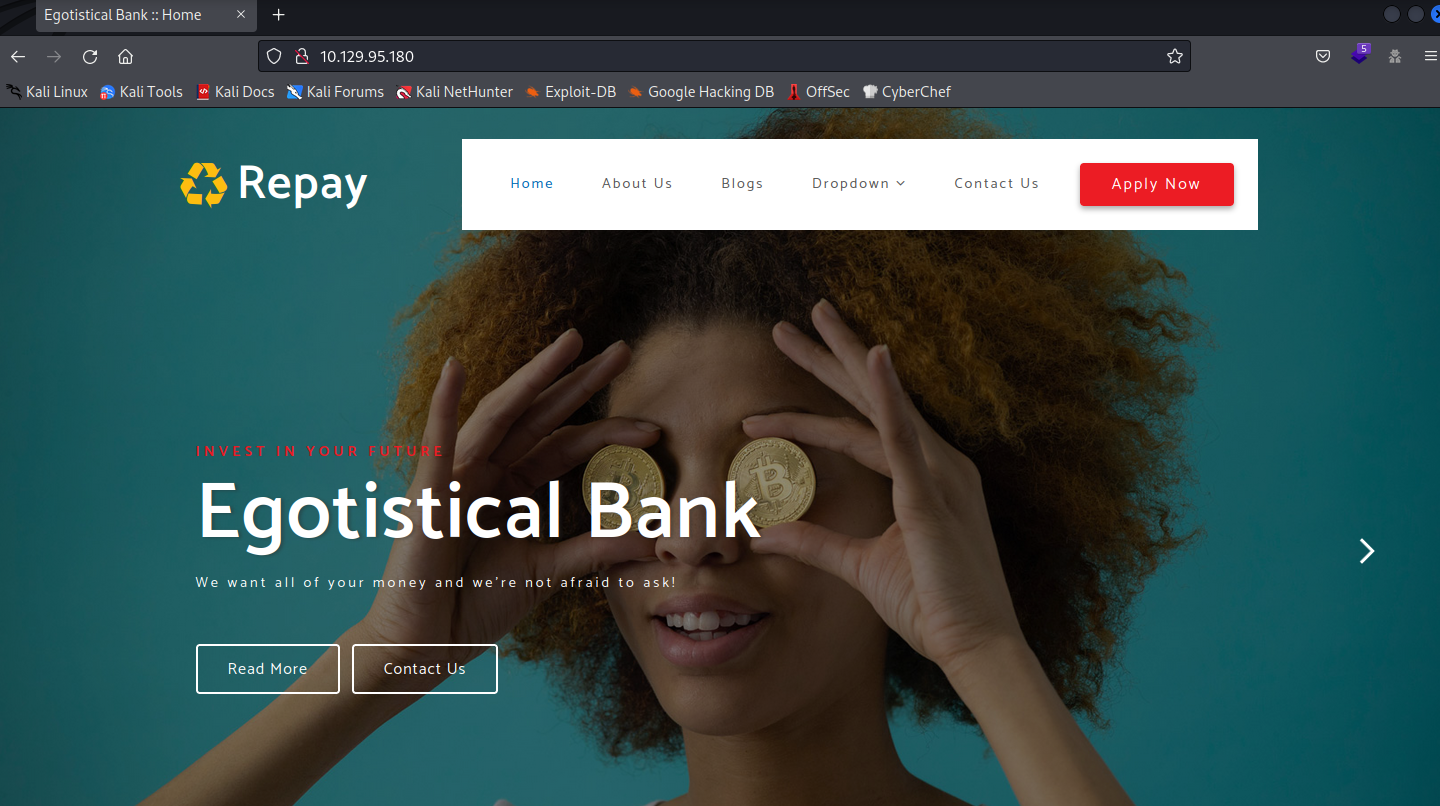 Egotistical Bank :: Home
5
10.129.95.180
Kali Linux Kali Tools Kali Docs Kali Forums Kali NetHunter Exploit-DB Google Hacking DB OffSec CyberChef
Repay
Home About Us Blogs Dropdown Contact Us Apply Now
INVEST IN YOUR FUTURE
Egotistical Bank
We want all of your money and we're not afraid to ask!
Read More Contact Us